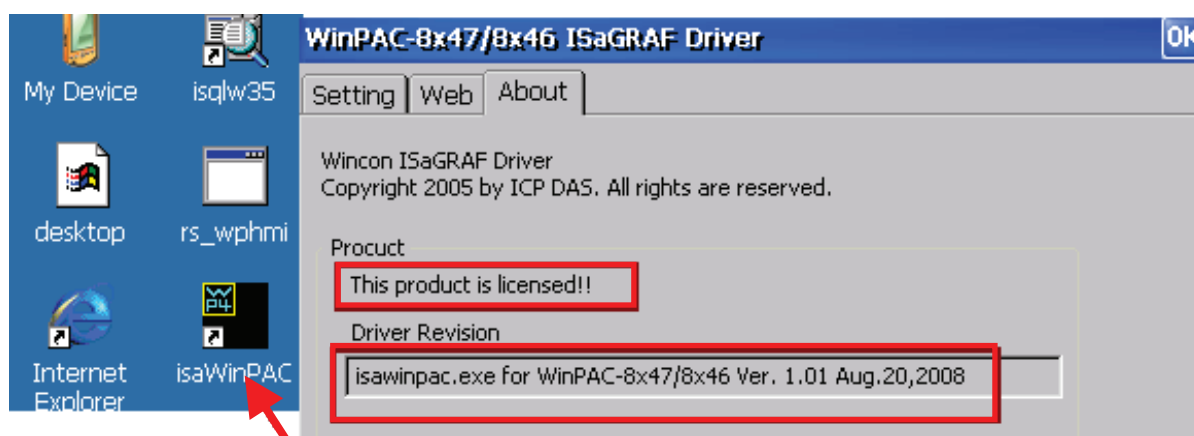 My Device
isqlw35
desktop
rs_wphmi
WP4
Internet
Explorer
isaWinPAC
WinPAC-8x47/8x46 ISaGRAF Driver
OK
Setting
Web
About
Wincon ISaGRAF Driver
Copyright 2005 by ICP DAS. All rights are reserved.
Procuct
This product is licensed!!
Driver Revision
isawinpac.exe for WinPAC-8x47/8x46 Ver. 1.01 Aug.20,2008